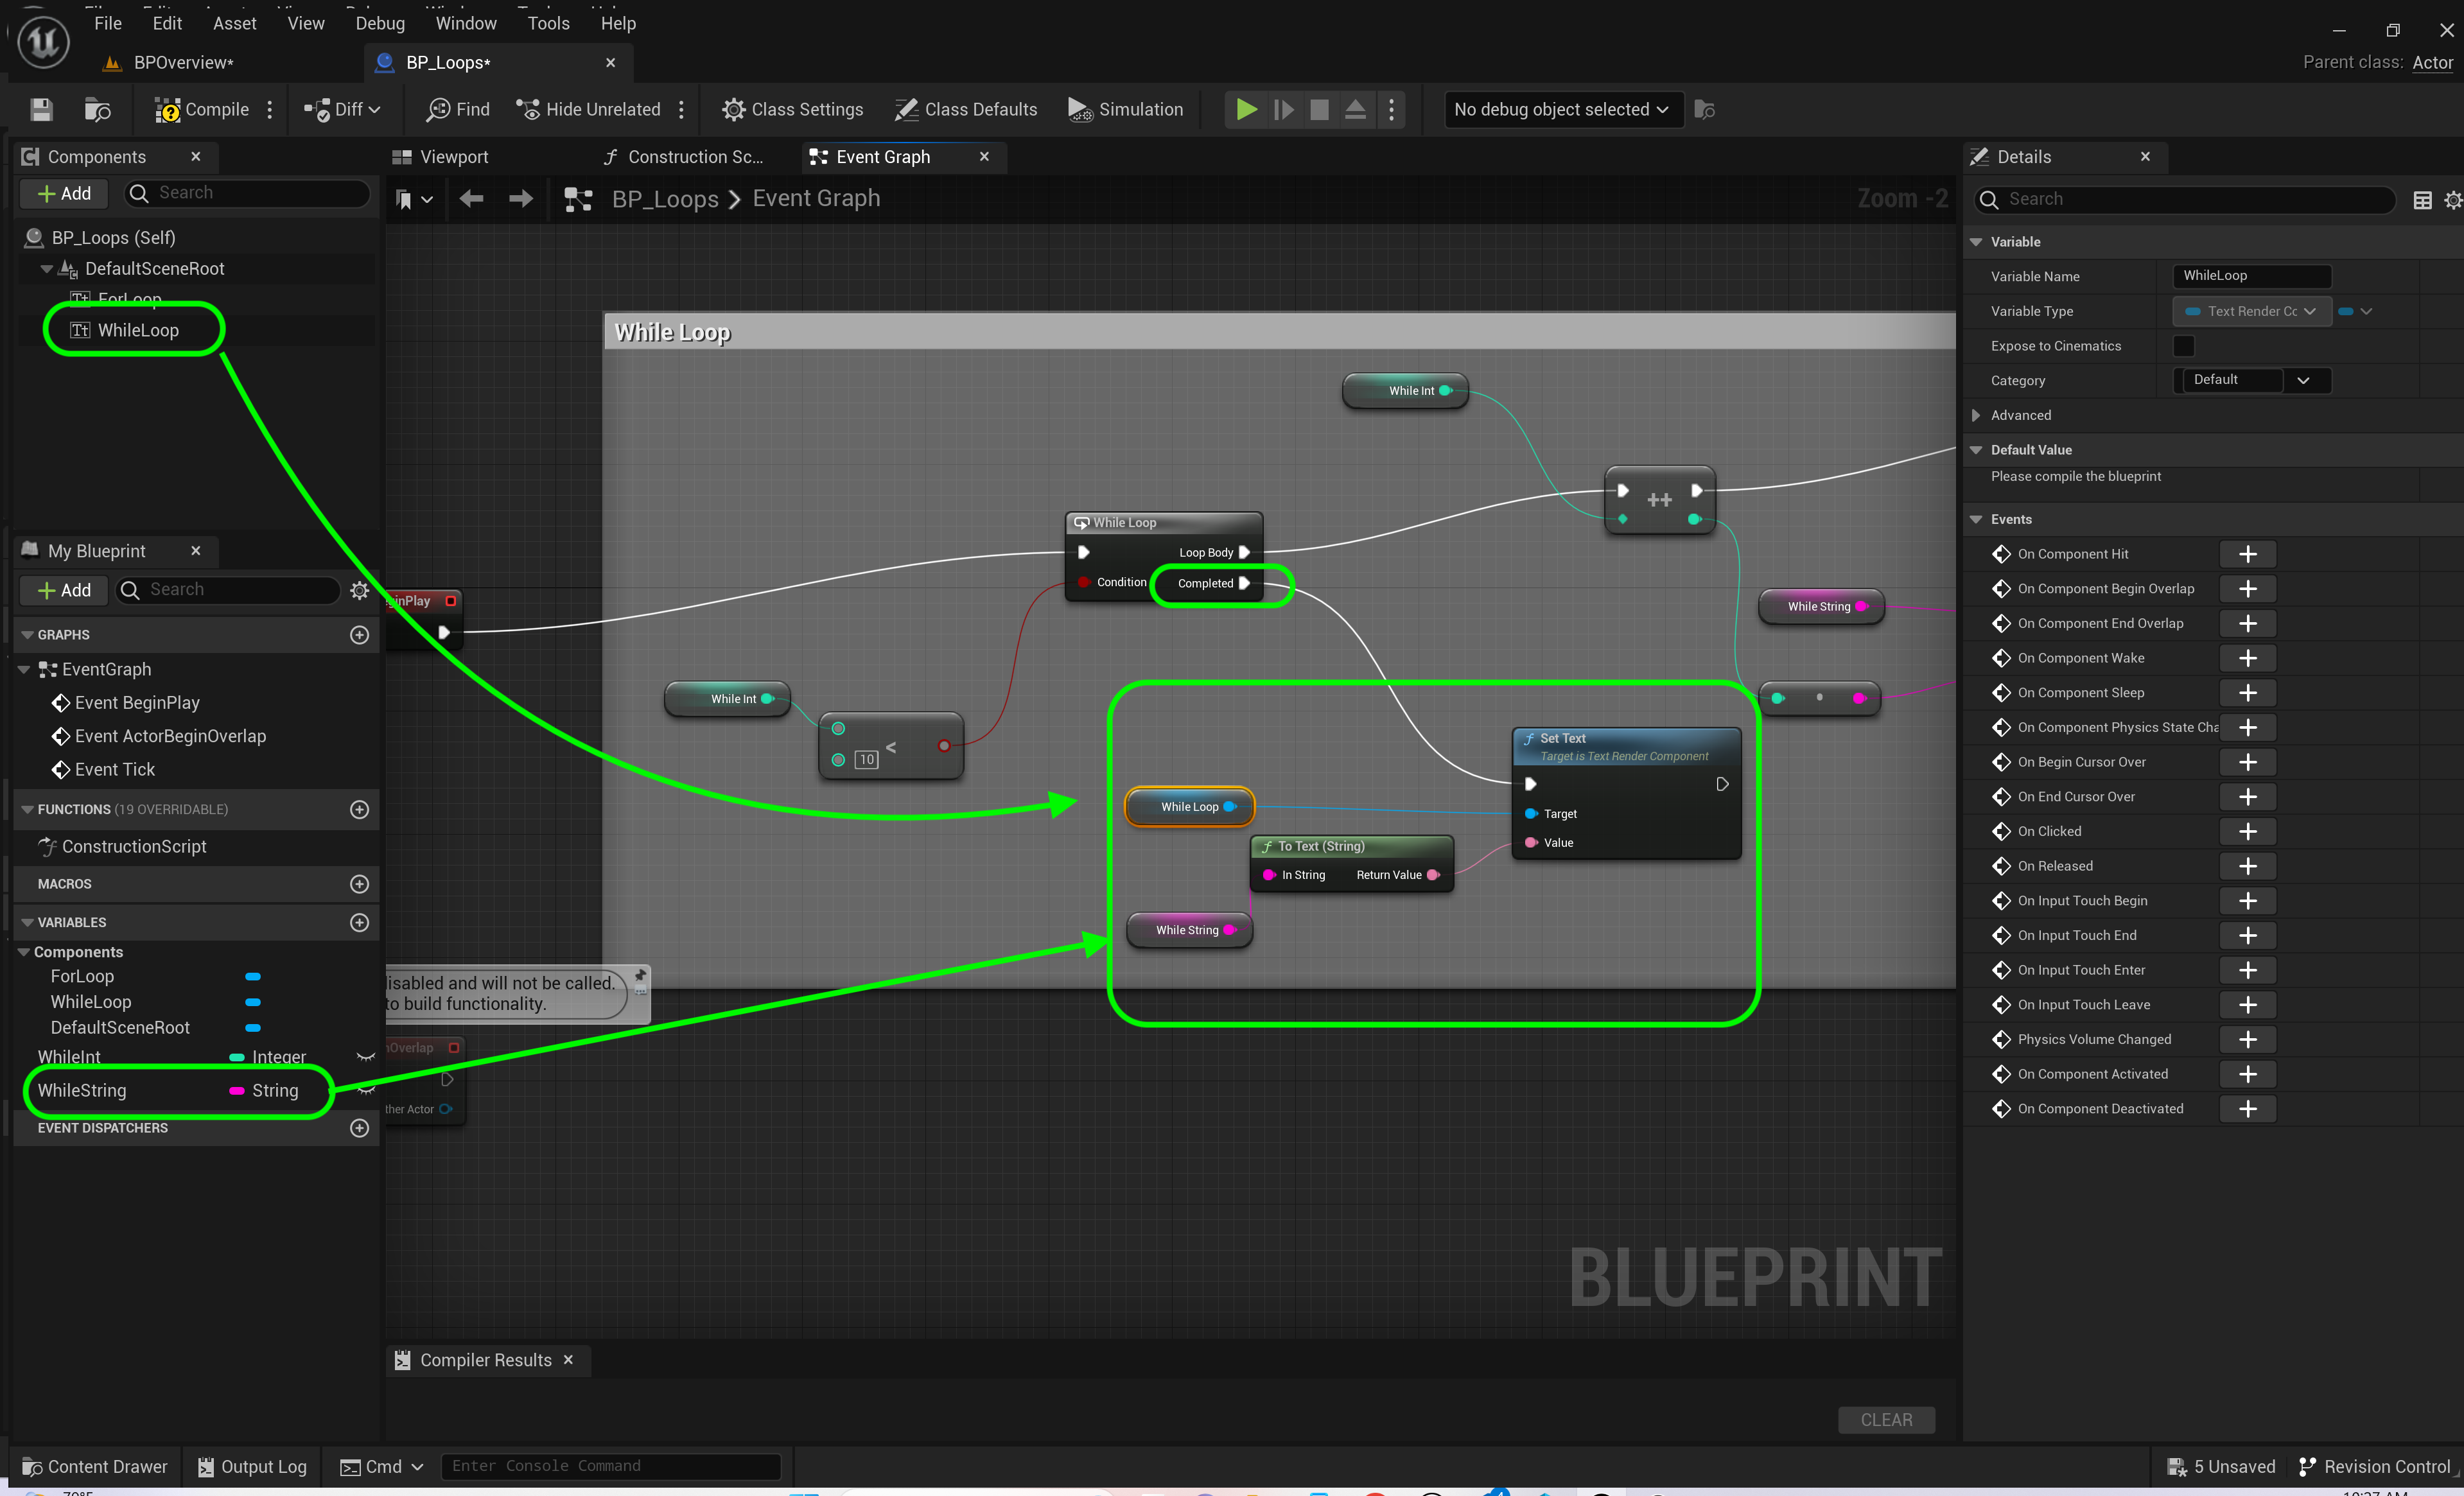 File Edit Asset View Debug Window Tools Help
BPOverview*
BP_Loops*
Parent class: Actor
Compile
Diff
Find
Hide Unrelated
Class Settings
Class Defaults
Simulation
No debug object selected
Components
Add
Search
BP_Loops (Self)
DefaultSceneRoot
ForLoop
WhileLoop
My Blueprint
Add
Search
GRAPHS
EventGraph
Event BeginPlay
Event ActorBeginOverlap
Event Tick
FUNCTIONS (19 OVERRIDABLE)
ConstructionScript
MACROS
VARIABLES
Components
ForLoop
WhileLoop
DefaultSceneRoot
WhileInt Integer
WhileString String
EVENT DISPATCHERS
Viewport
Construction Sc...
Event Graph
BP_Loops > Event Graph
Zoom -2
While Loop
While Int
++
While Loop
Loop Body
Condition Completed
ginPlay
While String
While Int
10 <
Set Text
Target is Text Render Component
While Loop
Target
To Text (String)
Value
In String Return Value
While String
isabled and will not be called.
to build functionality.
nOverlap
ther Actor
BLUEPRINT
Compiler Results
CLEAR
Details
Search
Variable
Variable Name WhileLoop
Variable Type Text Render Cc
Expose to Cinematics
Category Default
Advanced
Default Value
Please compile the blueprint
Events
On Component Hit
On Component Begin Overlap
On Component End Overlap
On Component Wake
On Component Sleep
On Component Physics State Cha
On Begin Cursor Over
On End Cursor Over
On Clicked
On Released
On Input Touch Begin
On Input Touch End
On Input Touch Enter
On Input Touch Leave
Physics Volume Changed
On Component Activated
On Component Deactivated
Content Drawer
Output Log
Cmd
Enter Console Command
5 Unsaved
Revision Control